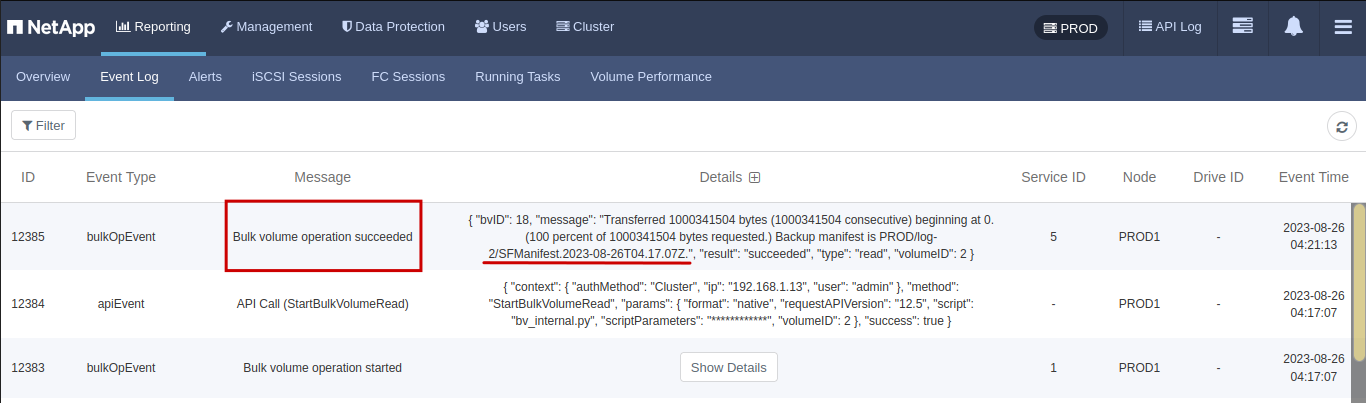 NetApp Reporting Management Data Protection Users Cluster PROD API Log
Overview Event Log Alerts iSCSI Sessions FC Sessions Running Tasks Volume Performance
Filter
ID Event Type Message Details Service ID Node Drive ID Event Time
12385 bulkOpEvent Bulk volume operation succeeded
{ "bvID": 18, "message": "Transferred 1000341504 bytes (1000341504 consecutive) beginning at 0.
(100 percent of 1000341504 bytes requested.) Backup manifest is PROD/log-
2/SFManifest.2023-08-26T04.17.07Z.", "result": "succeeded", "type": "read", "volumeID": 2 }
5 PROD1 -
2023-08-26
04:21:13
12384 apiEvent API Call (StartBulkVolumeRead)
{ "context": { "authMethod": "Cluster", "ip": "192.168.1.13", "user": "admin" }, "method":
"StartBulkVolumeRead", "params": { "format": "native", "requestAPIVersion": "12.5", "script":
"bv_internal.py", "scriptParameters": "************", "volumeID": 2 }, "success": true }
- PROD1 -
2023-08-26
04:17:07
12383 bulkOpEvent Bulk volume operation started
Show Details
1 PROD1 -
2023-08-26
04:17:07